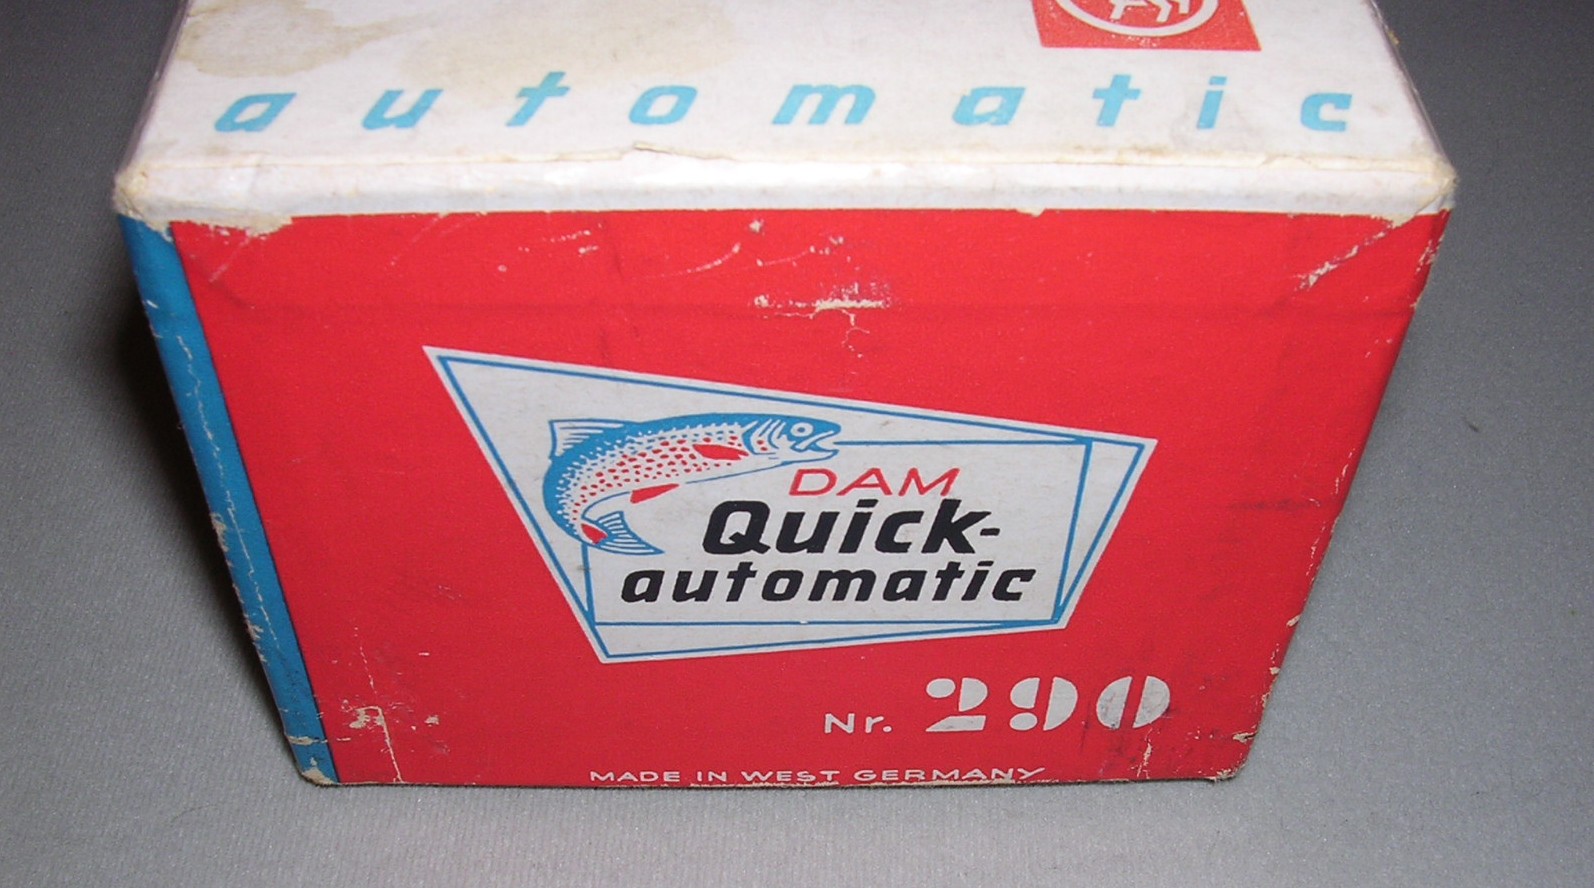 automatic
DAM
Quick-
automatic
Nr. 290
MADE IN WEST GERMANY